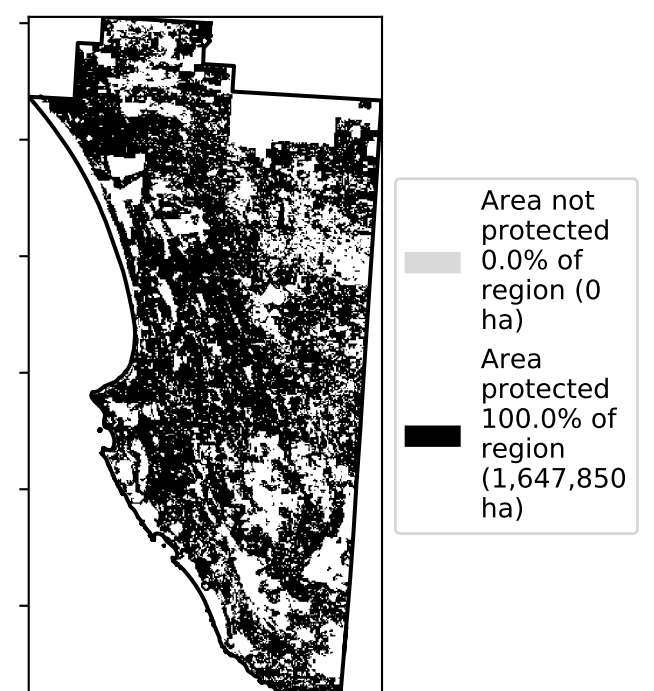 Area not
protected
0.0% of
region (0
ha)
Area
protected
100.0% of
region
(1,647,850
ha)